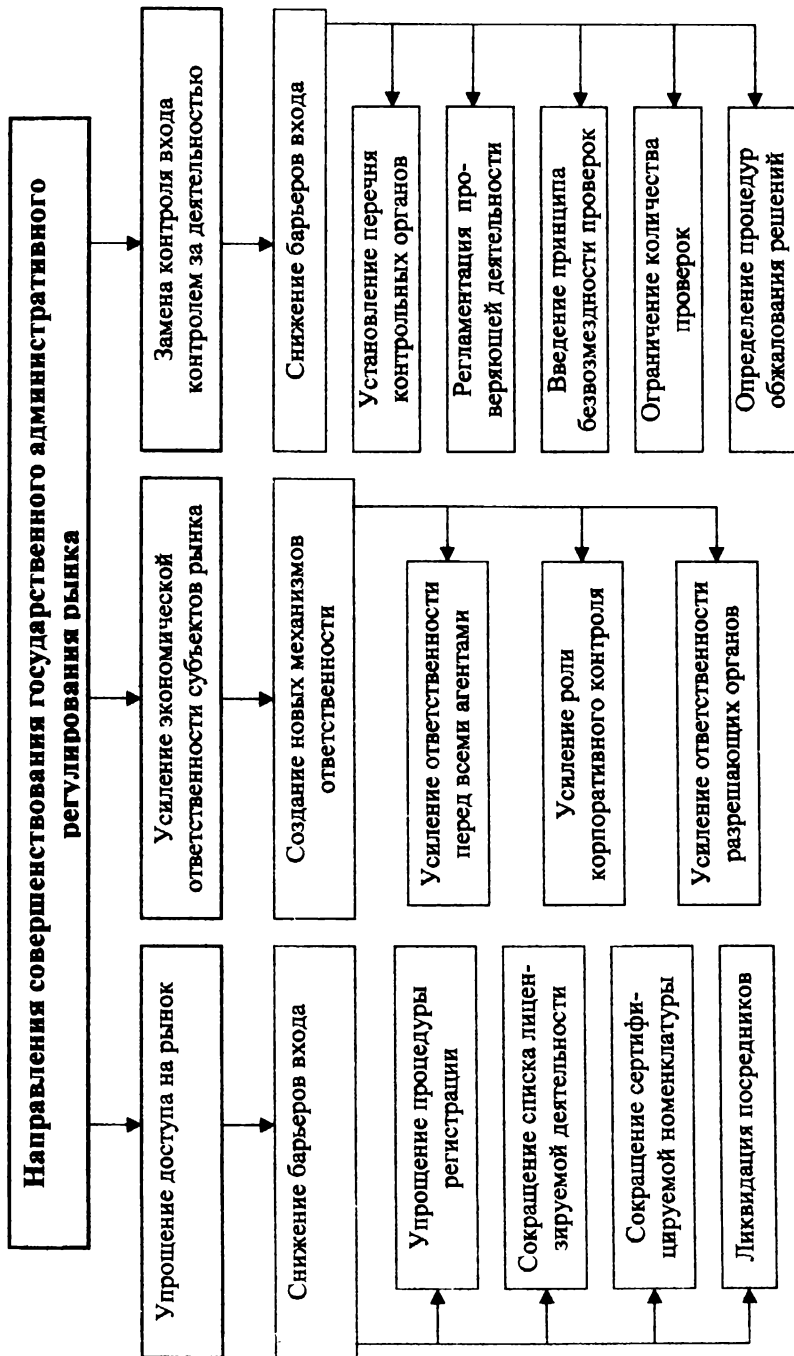 Направления совершенствования государственного административного
регулирования рынка
Упрощение доступа на рынок
Снижение барьеров входа
Упрощение процедуры
регистрации
Сокращение списка лицен-
зируемой деятельности
Сокращение сертифи-
цируемой номенклатуры
Ликвидация посредников
Усиление экономической
ответственности субъектов рынка
Создание новых механизмов
ответственности
Усиление ответственности
перед всеми агентами
Усиление роли
корпоративного контроля
Усиление ответственности
разрешающих органов
Замена контроля входа
контролем за деятельностью
Снижение барьеров входа
Установление перечня
контрольных органов
Регламентация про-
веряющей деятельности
Введение принципа
безвозмездности проверок
Ограничение количества
проверок
Определение процедур
обжалования решений